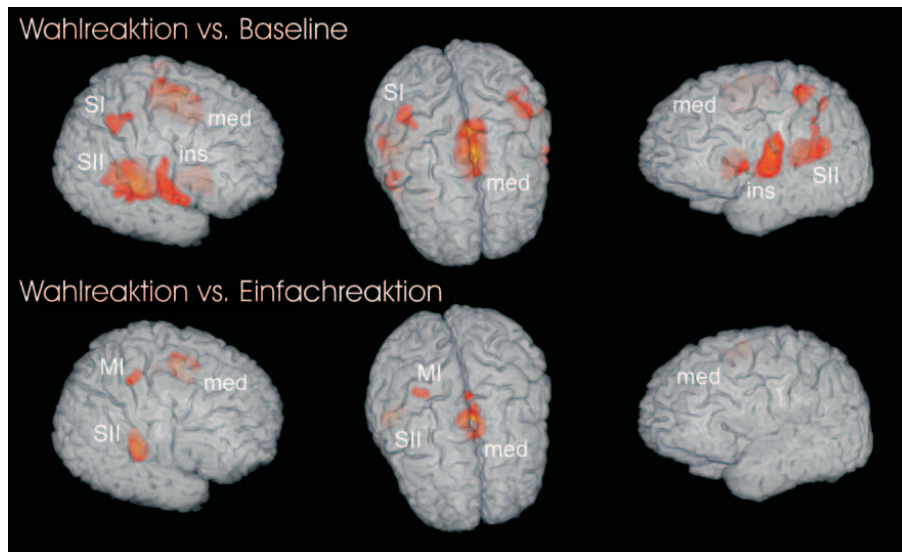 Wahlreaktion vs. Baseline
SI
med
SII
ins
SI
med
med
ins
SII
Wahlreaktion vs. Einfachreaktion
MI
med
SII
MI
SII
med
med